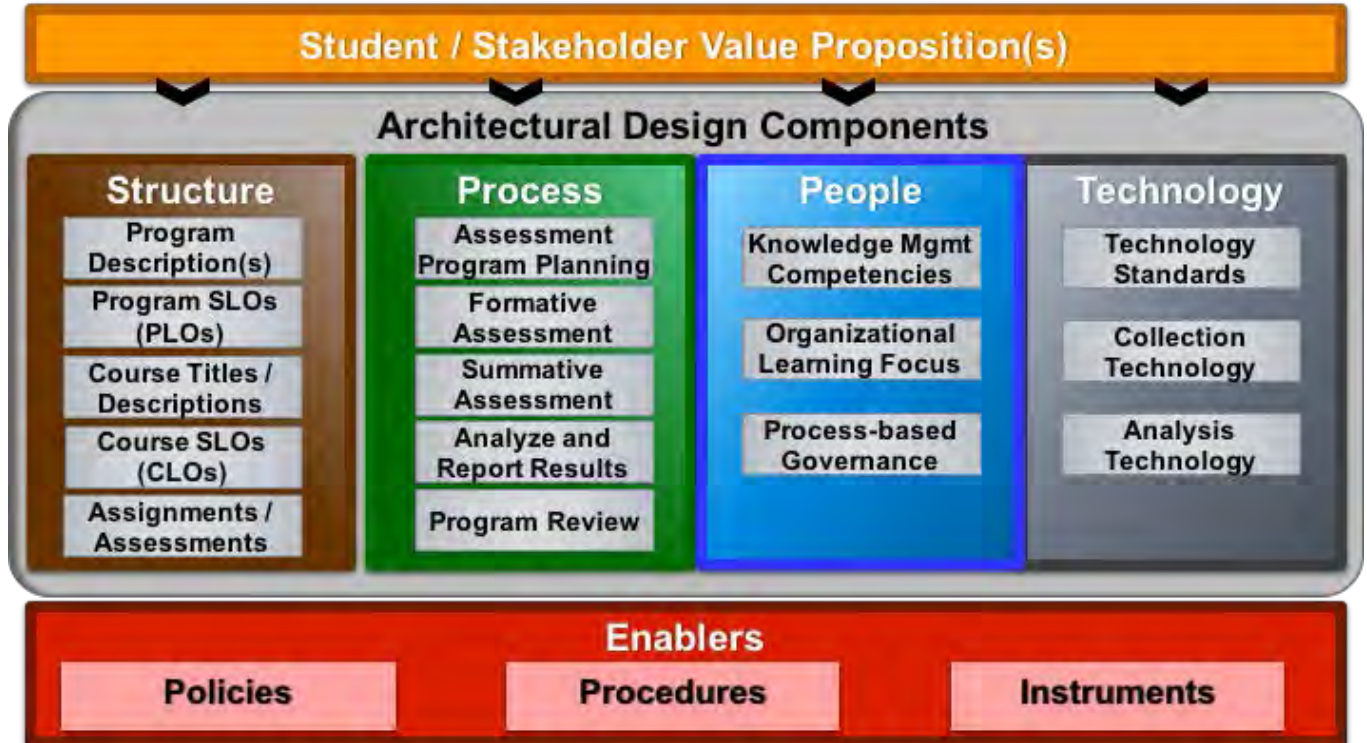 Student / Stakeholder Value Proposition(s)
Architectural Design Components
Structure
Program
Description(s)
Program SLOs
(PLOs)
Course Titles /
Descriptions
Course SLOs
(CLOs)
Assignments /
Assessments
Process
Assessment
Program Planning
Formative
Assessment
Summative
Assessment
Analyze and
Report Results
Program Review
People
Knowledge Mgmt
Competencies
Organizational
Learning Focus
Process-based
Governance
Technology
Technology
Standards
Collection
Technology
Analysis
Technology
Enablers
Policies
Procedures
Instruments